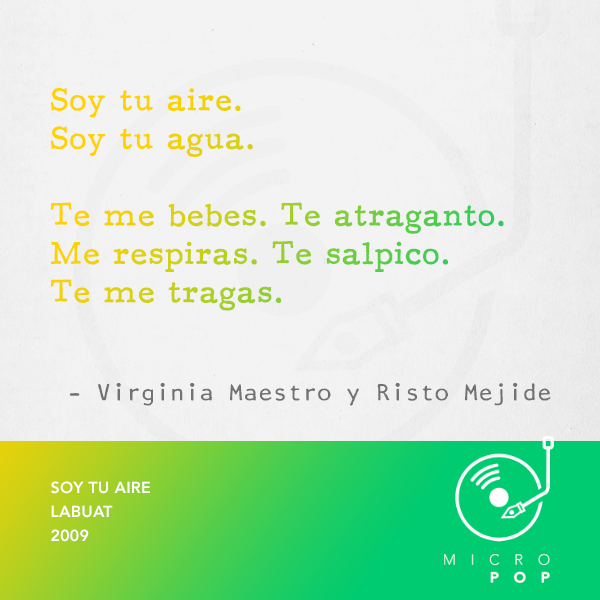 Soy tu aire.
Soy tu agua.
Te me bebes. Te atraganto.
Me respiras. Te salpico.
Te me tragas.
– Virginia Maestro y Risto Mejide
SOY TU AIRE
LABUAT
2009
MICRO
POP